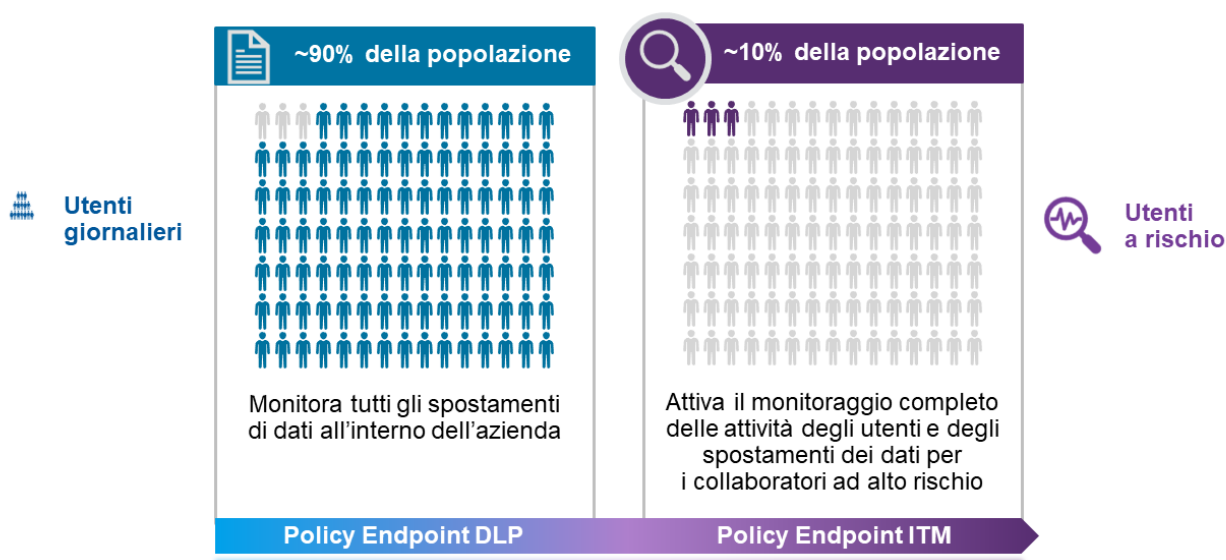 ~90% della popolazione
~10% della popolazione
Utenti
giornalieri
Utenti
a rischio
Monitora tutti gli spostamenti
di dati all’interno dell’azienda
Attiva il monitoraggio completo
delle attività degli utenti e degli
spostamenti dei dati per
i collaboratori ad alto rischio
Policy Endpoint DLP
Policy Endpoint ITM